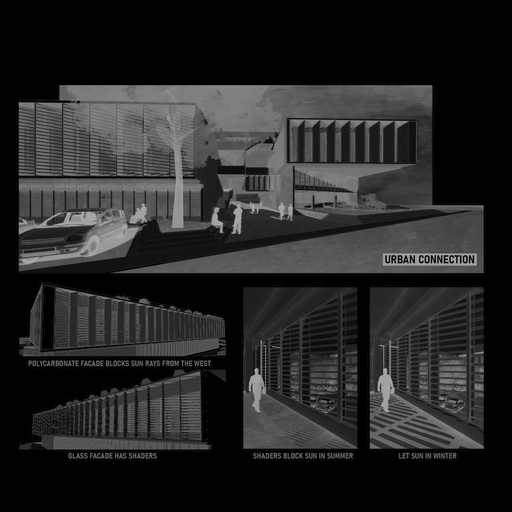 URBAN CONNECTION
POLYCARBONATE FACADE BLOCKS SUN RAYS FROM THE WEST
GLASS FACADE HAS SHADERS
SHADERS BLOCK SUN IN SUMMER
LET SUN IN WINTER